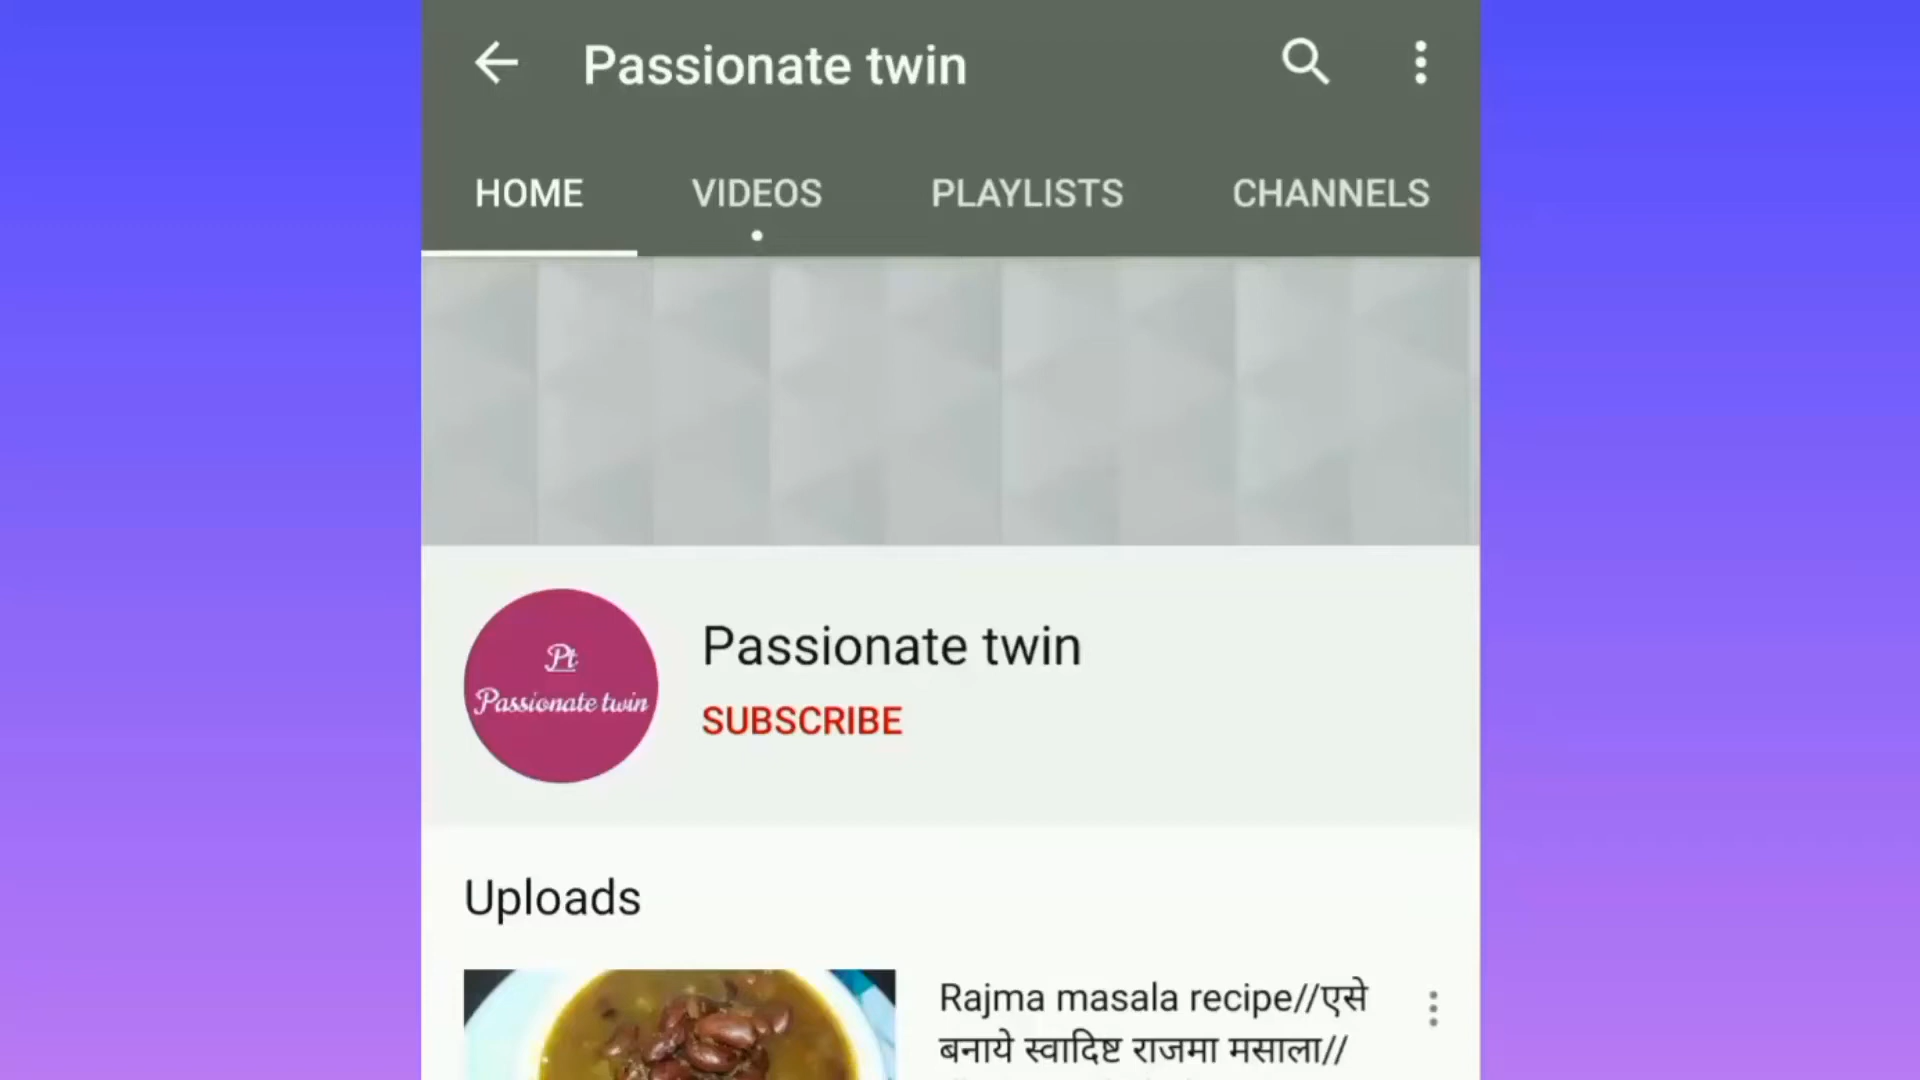 Passionate twin
HOME VIDEOS PLAYLISTS CHANNELS
Pt
Passionate twin
Passionate twin
SUBSCRIBE
Uploads
Rajma masala recipe//एसे
बनाये स्वादिष्ट राजमा मसाला//